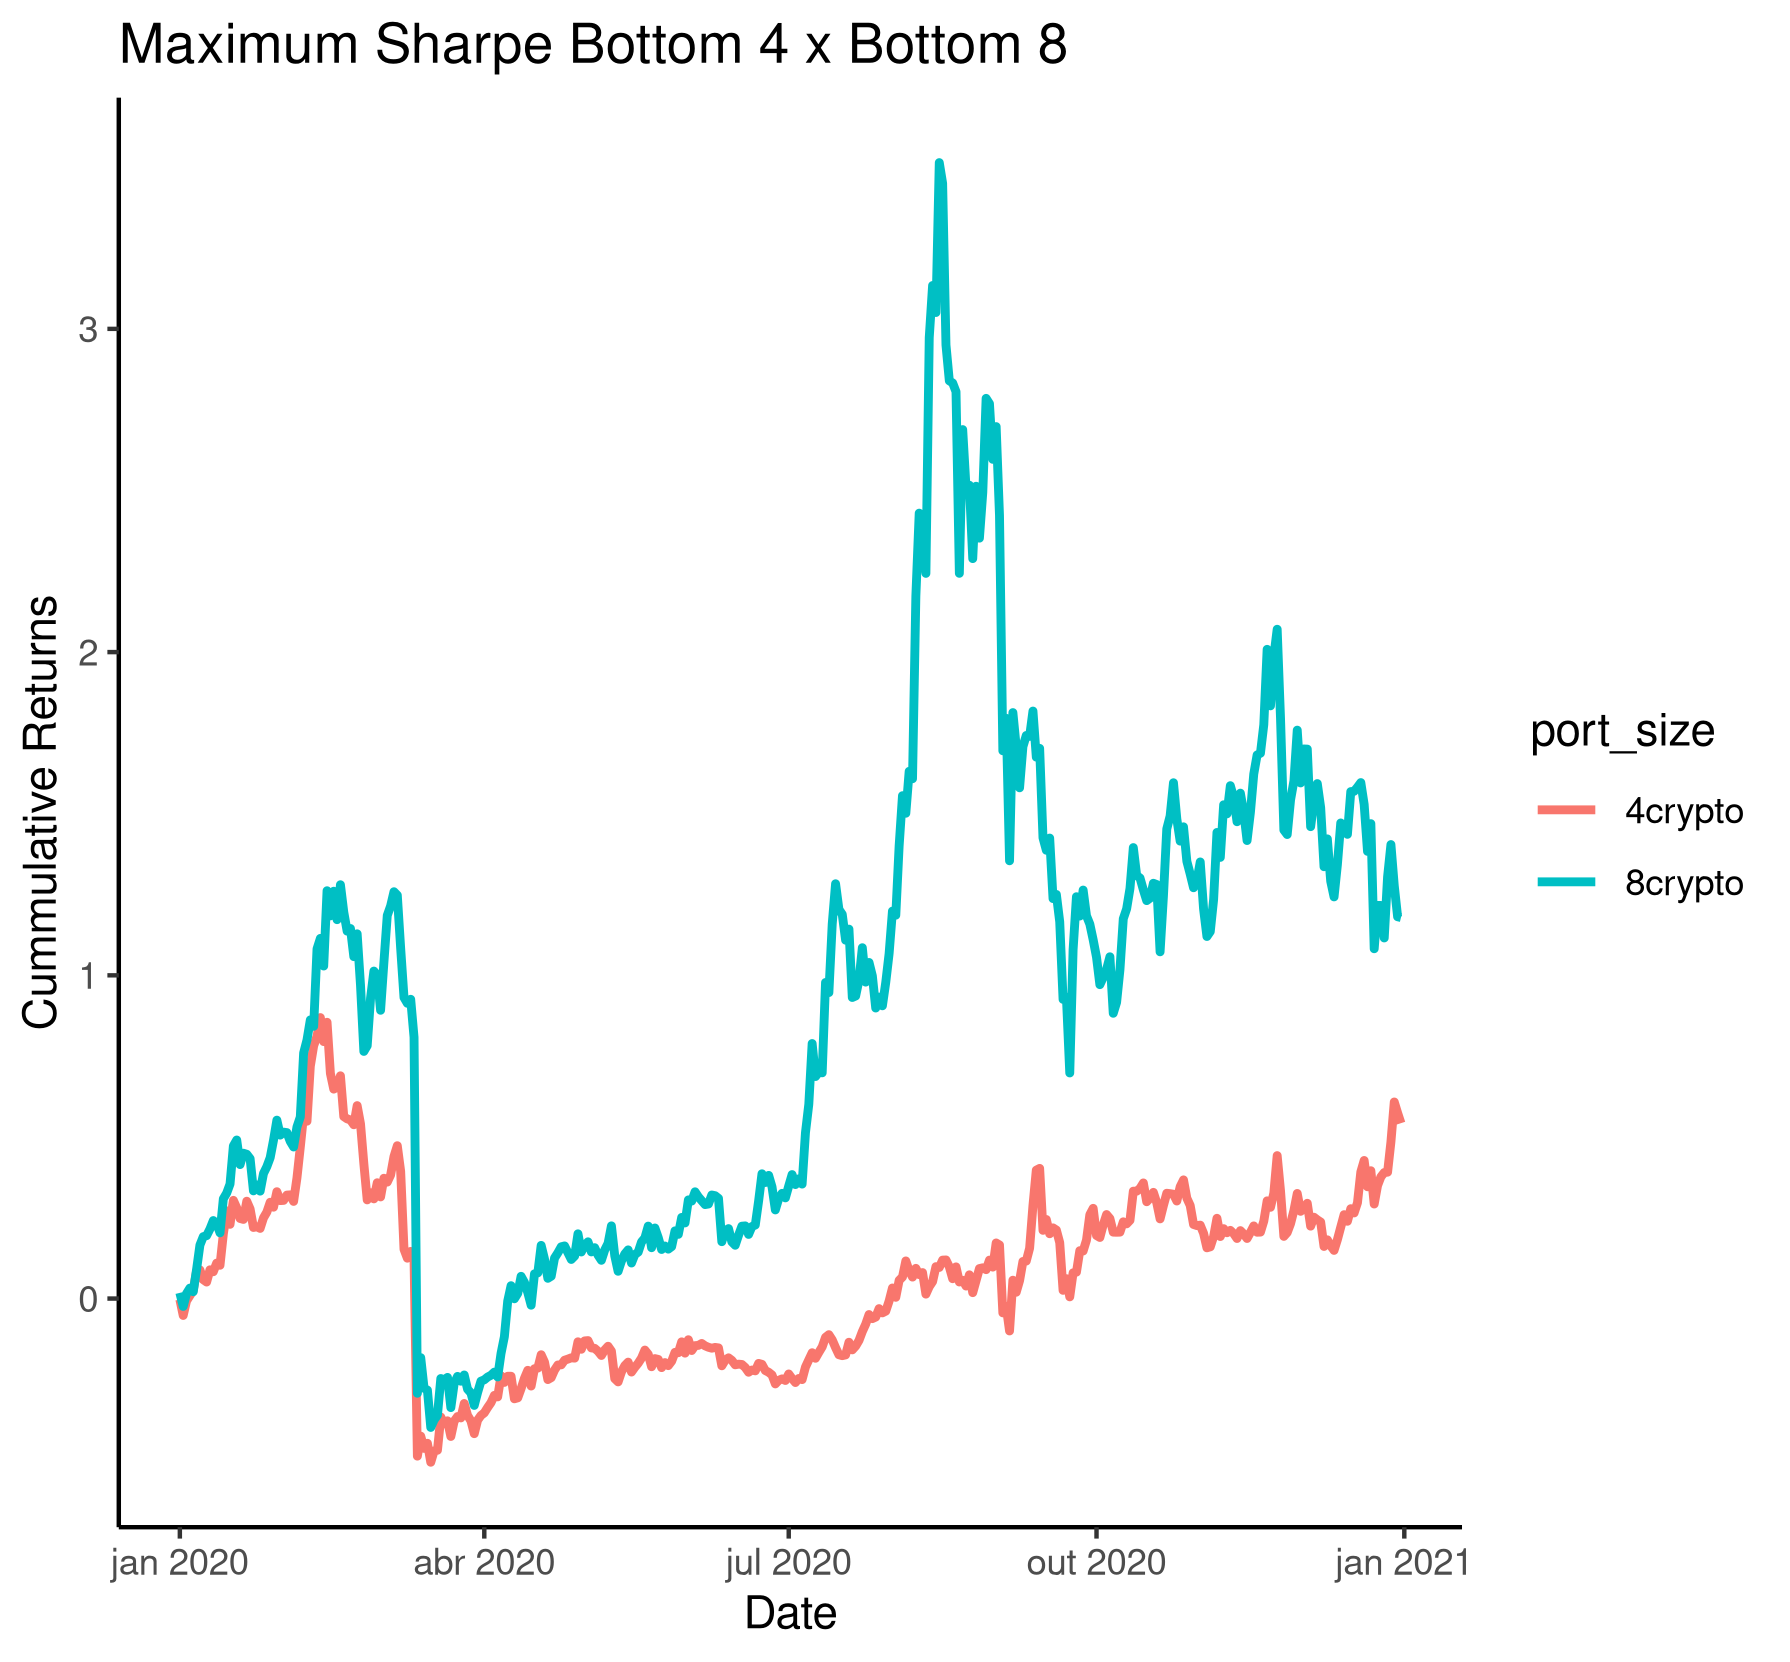 Maximum Sharpe Bottom 4 x Bottom 8
Cummulative Returns
3
2
1
0
jan 2020
abr 2020
jul 2020
out 2020
jan 2021
Date
port_size
4crypto
8crypto